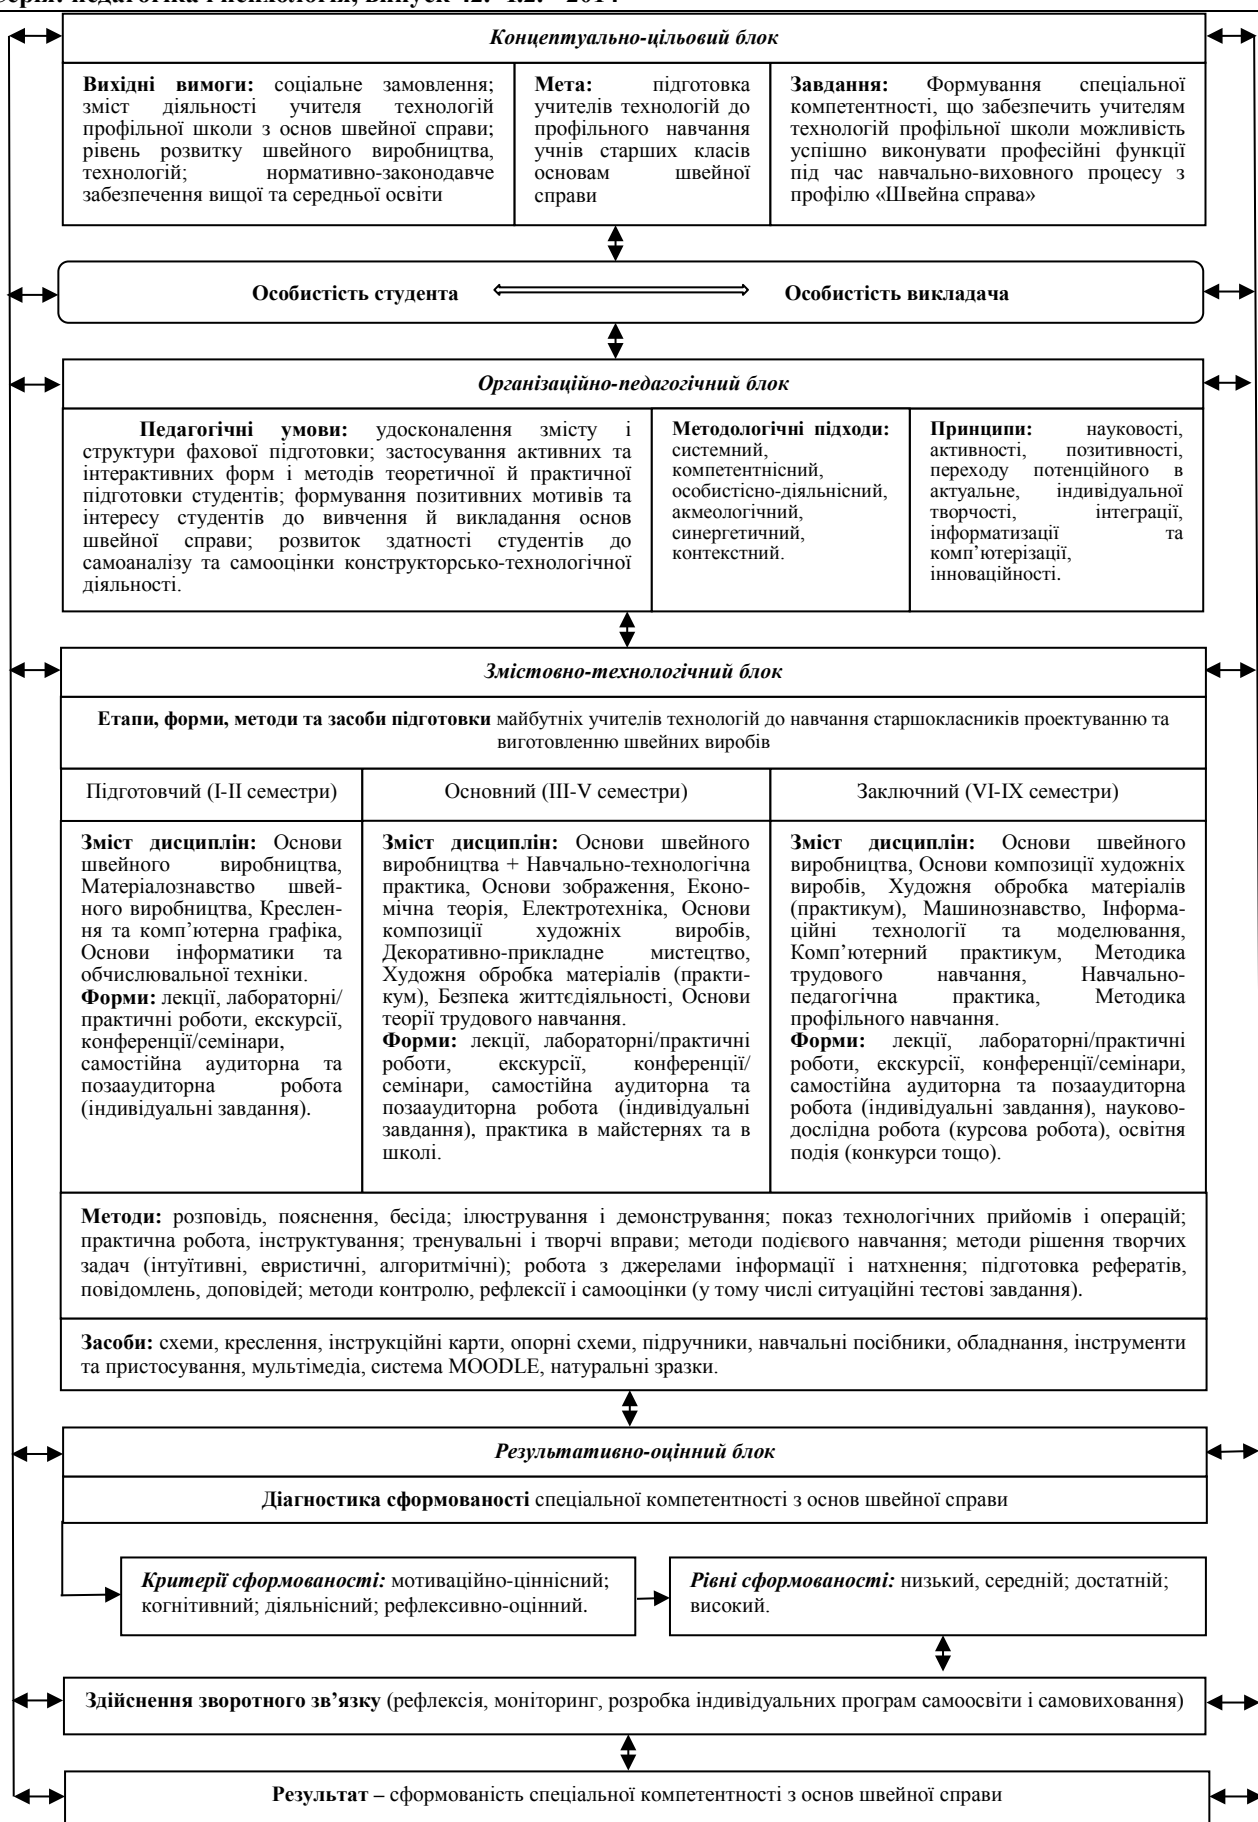 Серія: педагогіка і психологія, випуск 42. Ч.2. - 2014
Концептуально-цільовий блок
Вихідні вимоги: соціальне замовлення;
зміст діяльності учителя технологій
профільної школи з основ швейної справи;
рівень розвитку швейного виробництва,
технологій; нормативно-законодавче
забезпечення вищої та середньої освіти
Мета: підготовка
учителів технологій до
профільного навчання
учнів старших класів
основам швейної
справи
Завдання: Формування спеціальної
компетентності, що забезпечить учителям
технологій профільної школи можливість
успішно виконувати професійні функції
під час навчально-виховного процесу з
профілю «Швейна справа»
Особистість студента
Особистість викладача
Організаційно-педагогічний блок
Педагогічні умови: удосконалення змісту і
структури фахової підготовки; застосування активних та
інтерактивних форм і методів теоретичної й практичної
підготовки студентів; формування позитивних мотивів та
інтересу студентів до вивчення й викладання основ
швейної справи; розвиток здатності студентів до
самоаналізу та самооцінки конструкторсько-технологічної
діяльності.
Методологічні підходи:
системний,
компетентнісний,
особистісно-діяльнісний,
акмеологічний,
синергетичний,
контекстний.
Принципи: науковості,
активності, позитивності,
переходу потенційного в
актуальне, індивідуальної
творчості, інтеграції,
інформатизації та
комп’ютерізації,
інноваційності.
Змістовно-технологічний блок
Етапи, форми, методи та засоби підготовки майбутніх учителів технологій до навчання старшокласників проектуванню та
виготовленню швейних виробів
Підготовчий (І-ІІ семестри)
Основний (ІІІ-V семестри)
Заключний (VI-IX семестри)
Зміст дисциплін: Основи
швейного виробництва,
Матеріалознавство швей-
ного виробництва, Креслен-
ня та комп’ютерна графіка,
Основи інформатики та
обчислювальної техніки.
Форми: лекції, лабораторні/
практичні роботи, екскурсії,
конференції/семінари,
самостійна аудиторна та
позааудиторна робота
(індивідуальні завдання).
Зміст дисциплін: Основи швейного
виробництва + Навчально-технологічна
практика, Основи зображення, Еконо-
мічна теорія, Електротехніка, Основи
композиції художніх виробів,
Декоративно-прикладне мистецтво,
Художня обробка матеріалів (практи-
кум), Безпека життєдіяльності, Основи
теорії трудового навчання.
Форми: лекції, лабораторні/практичні
роботи, екскурсії, конференції/
семінари, самостійна аудиторна та
позааудиторна робота (індивідуальні
завдання), практика в майстернях та в
школі.
Зміст дисциплін: Основи швейного
виробництва, Основи композиції художніх
виробів, Художня обробка матеріалів
(практикум), Машинознавство, Інформа-
ційні технології та моделювання,
Комп’ютерний практикум, Методика
трудового навчання, Навчально-
педагогічна практика, Методика
профільного навчання.
Форми: лекції, лабораторні/практичні
роботи, екскурсії, конференції/семінари,
самостійна аудиторна та позааудиторна
робота (індивідуальні завдання), науково-
дослідна робота (курсова робота), освітня
подія (конкурси тощо).
Методи: розповідь, пояснення, бесіда; ілюстрування і демонстрування; показ технологічних прийомів і операцій;
практична робота, інструктування; тренувальні і творчі вправи; методи подієвого навчання; методи рішення творчих
задач (інтуїтивні, евристичні, алгоритмічні); робота з джерелами інформації і натхнення; підготовка рефератів,
повідомлень, доповідей; методи контролю, рефлексії і самооцінки (у тому числі ситуаційні тестові завдання).
Засоби: схеми, креслення, інструкційні карти, опорні схеми, підручники, навчальні посібники, обладнання, інструменти
та пристосування, мультимедіа, система MOODLE, натуральні зразки.
Результативно-оцінний блок
Діагностика сформованості спеціальної компетентності з основ швейної справи
Критерії сформованості: мотиваційно-ціннісний;
когнітивний; діяльнісний; рефлексивно-оцінний.
Рівні сформованості: низький, середній; достатній;
високий.
Здійснення зворотного зв’язку (рефлексія, моніторинг, розробка індивідуальних програм самоосвіти і самовиховання)
Результат – сформованість спеціальної компетентності з основ швейної справи